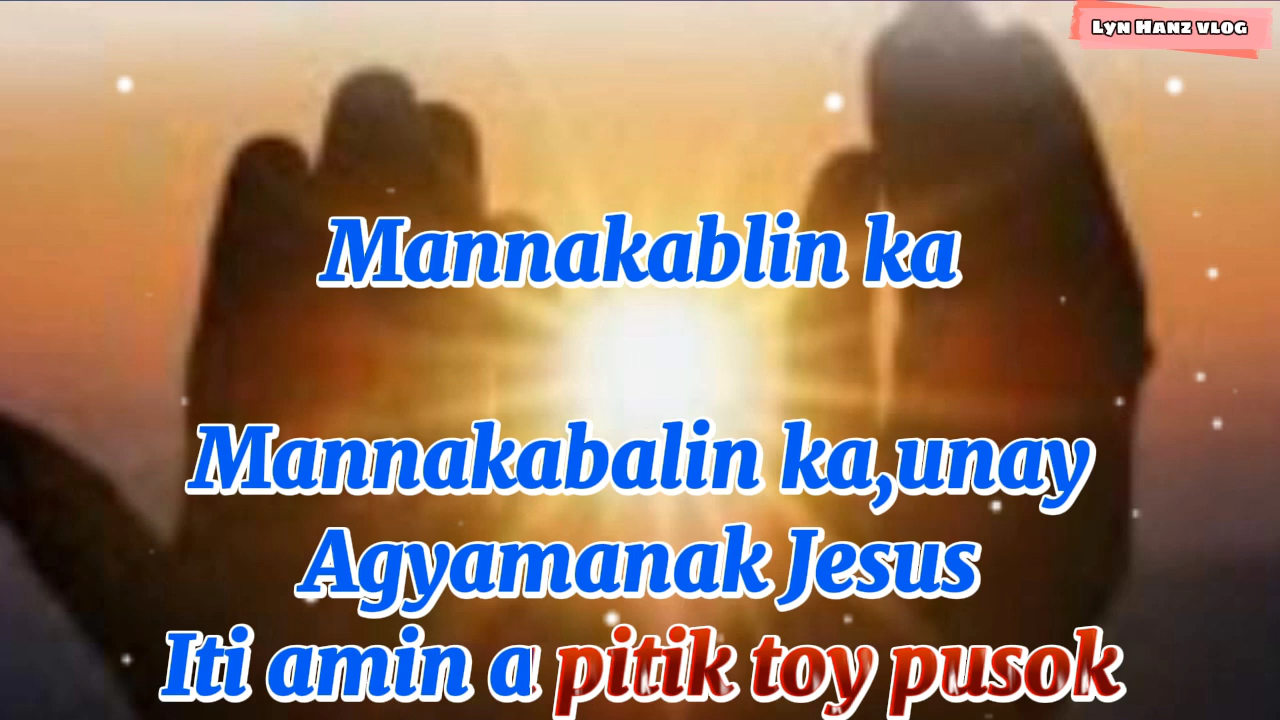 Lyn Hanz vlog
Mannakablin ka
Mannakabalin ka,unay
Agyamanak Jesus
Iti amin a pitik toy pusok